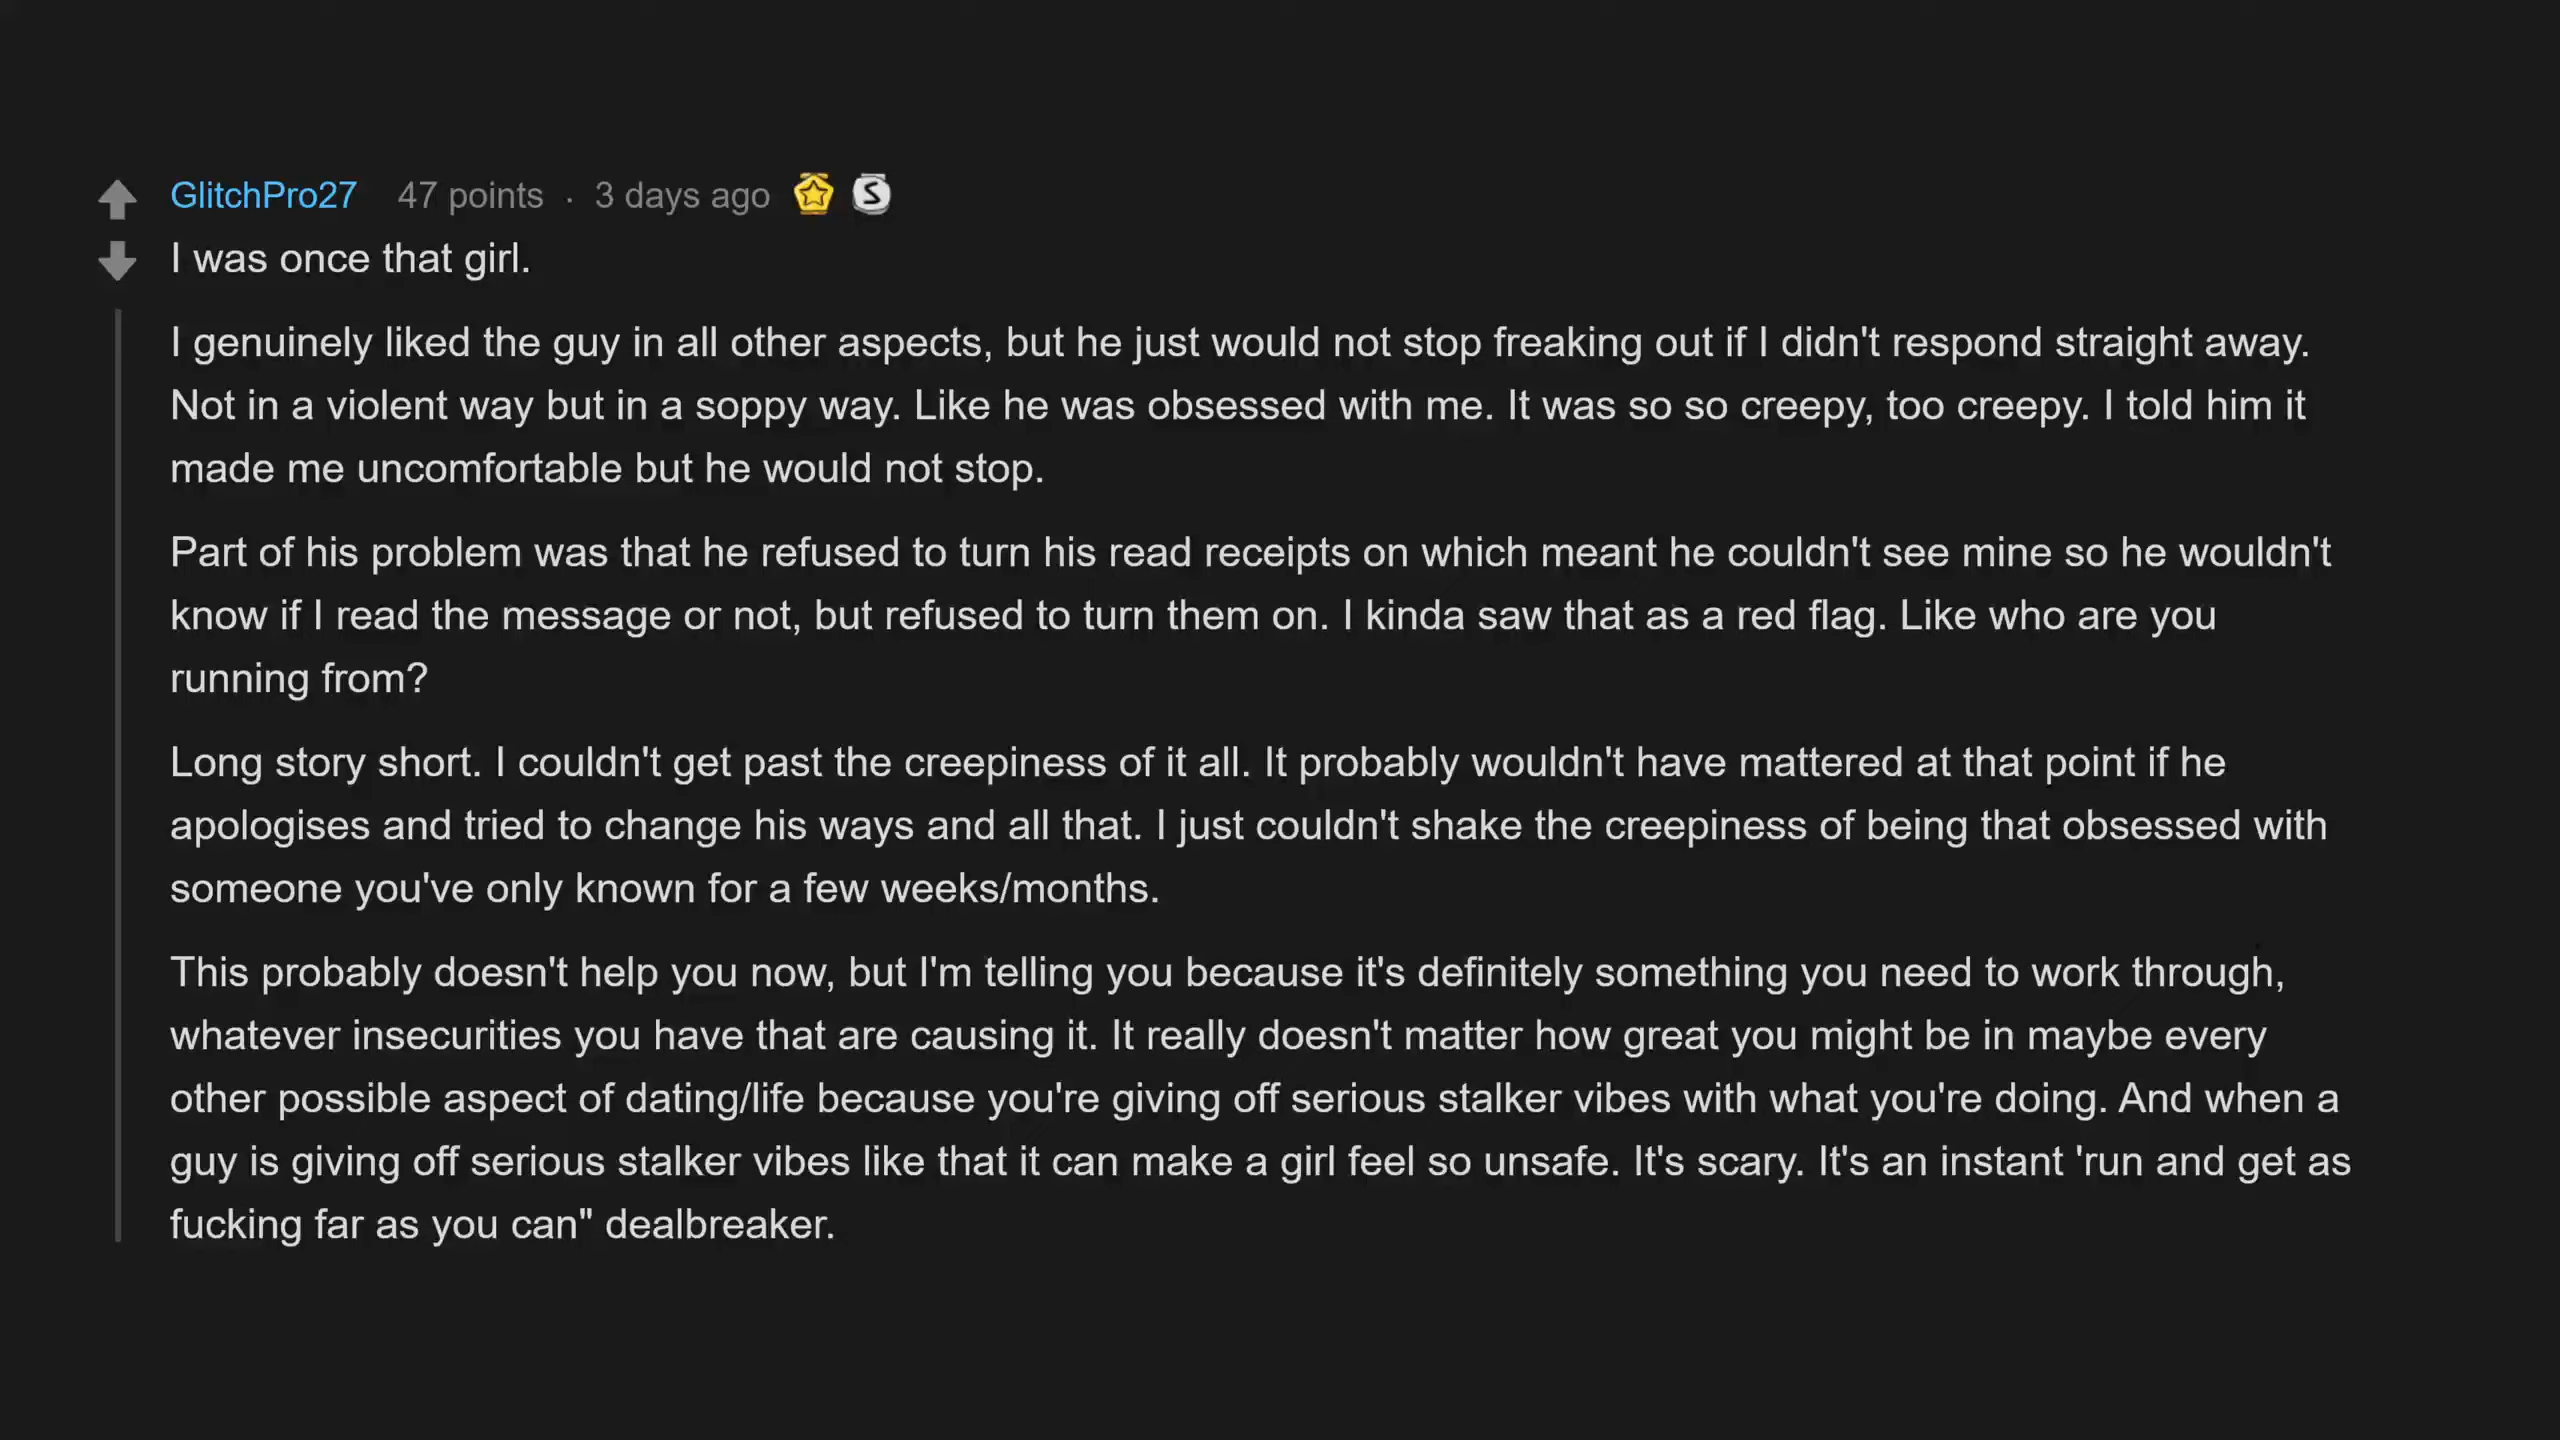 GlitchPro27 47 points · 3 days ago S
I was once that girl.
I genuinely liked the guy in all other aspects, but he just would not stop freaking out if I didn't respond straight away.
Not in a violent way but in a soppy way. Like he was obsessed with me. It was so so creepy, too creepy. I told him it
made me uncomfortable but he would not stop.
Part of his problem was that he refused to turn his read receipts on which meant he couldn't see mine so he wouldn't
know if I read the message or not, but refused to turn them on. I kinda saw that as a red flag. Like who are you
running from?
Long story short. I couldn't get past the creepiness of it all. It probably wouldn't have mattered at that point if he
apologises and tried to change his ways and all that. I just couldn't shake the creepiness of being that obsessed with
someone you've only known for a few weeks/months.
This probably doesn't help you now, but I'm telling you because it's definitely something you need to work through,
whatever insecurities you have that are causing it. It really doesn't matter how great you might be in maybe every
other possible aspect of dating/life because you're giving off serious stalker vibes with what you're doing. And when a
guy is giving off serious stalker vibes like that it can make a girl feel so unsafe. It's scary. It's an instant 'run and get as
fucking far as you can" dealbreaker.